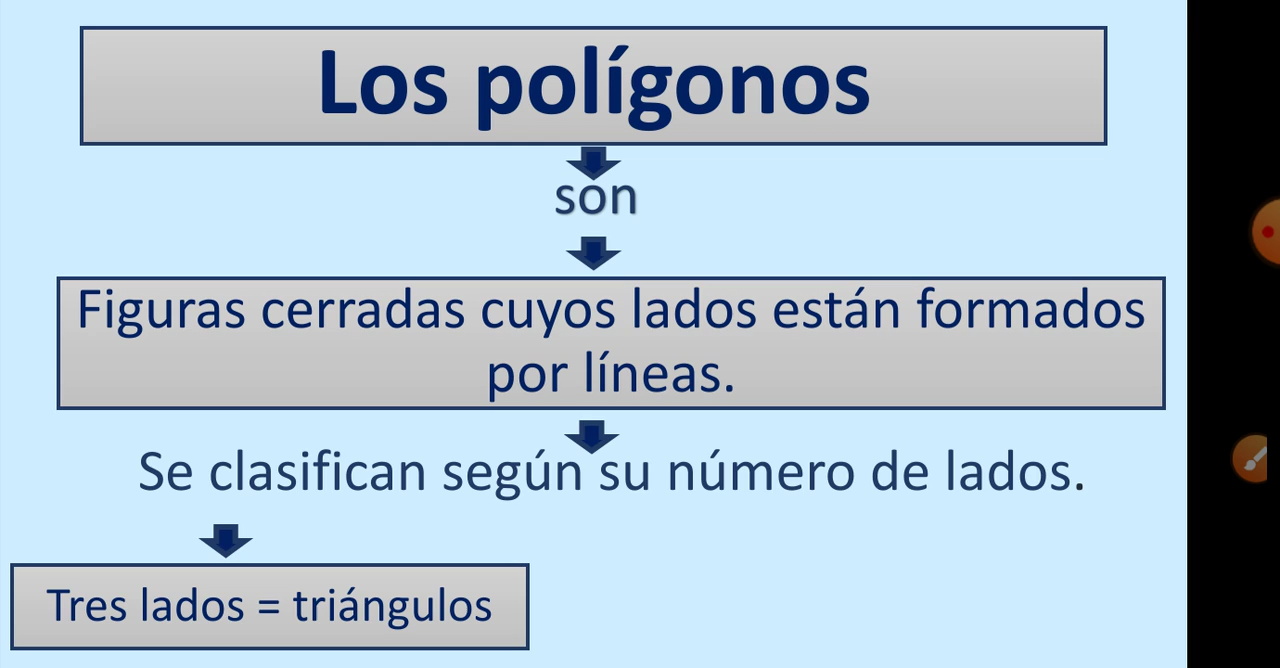 Los polígonos
son
Figuras cerradas cuyos lados están formados
por líneas.
Se clasifican según su número de lados.
Tres lados = triángulos